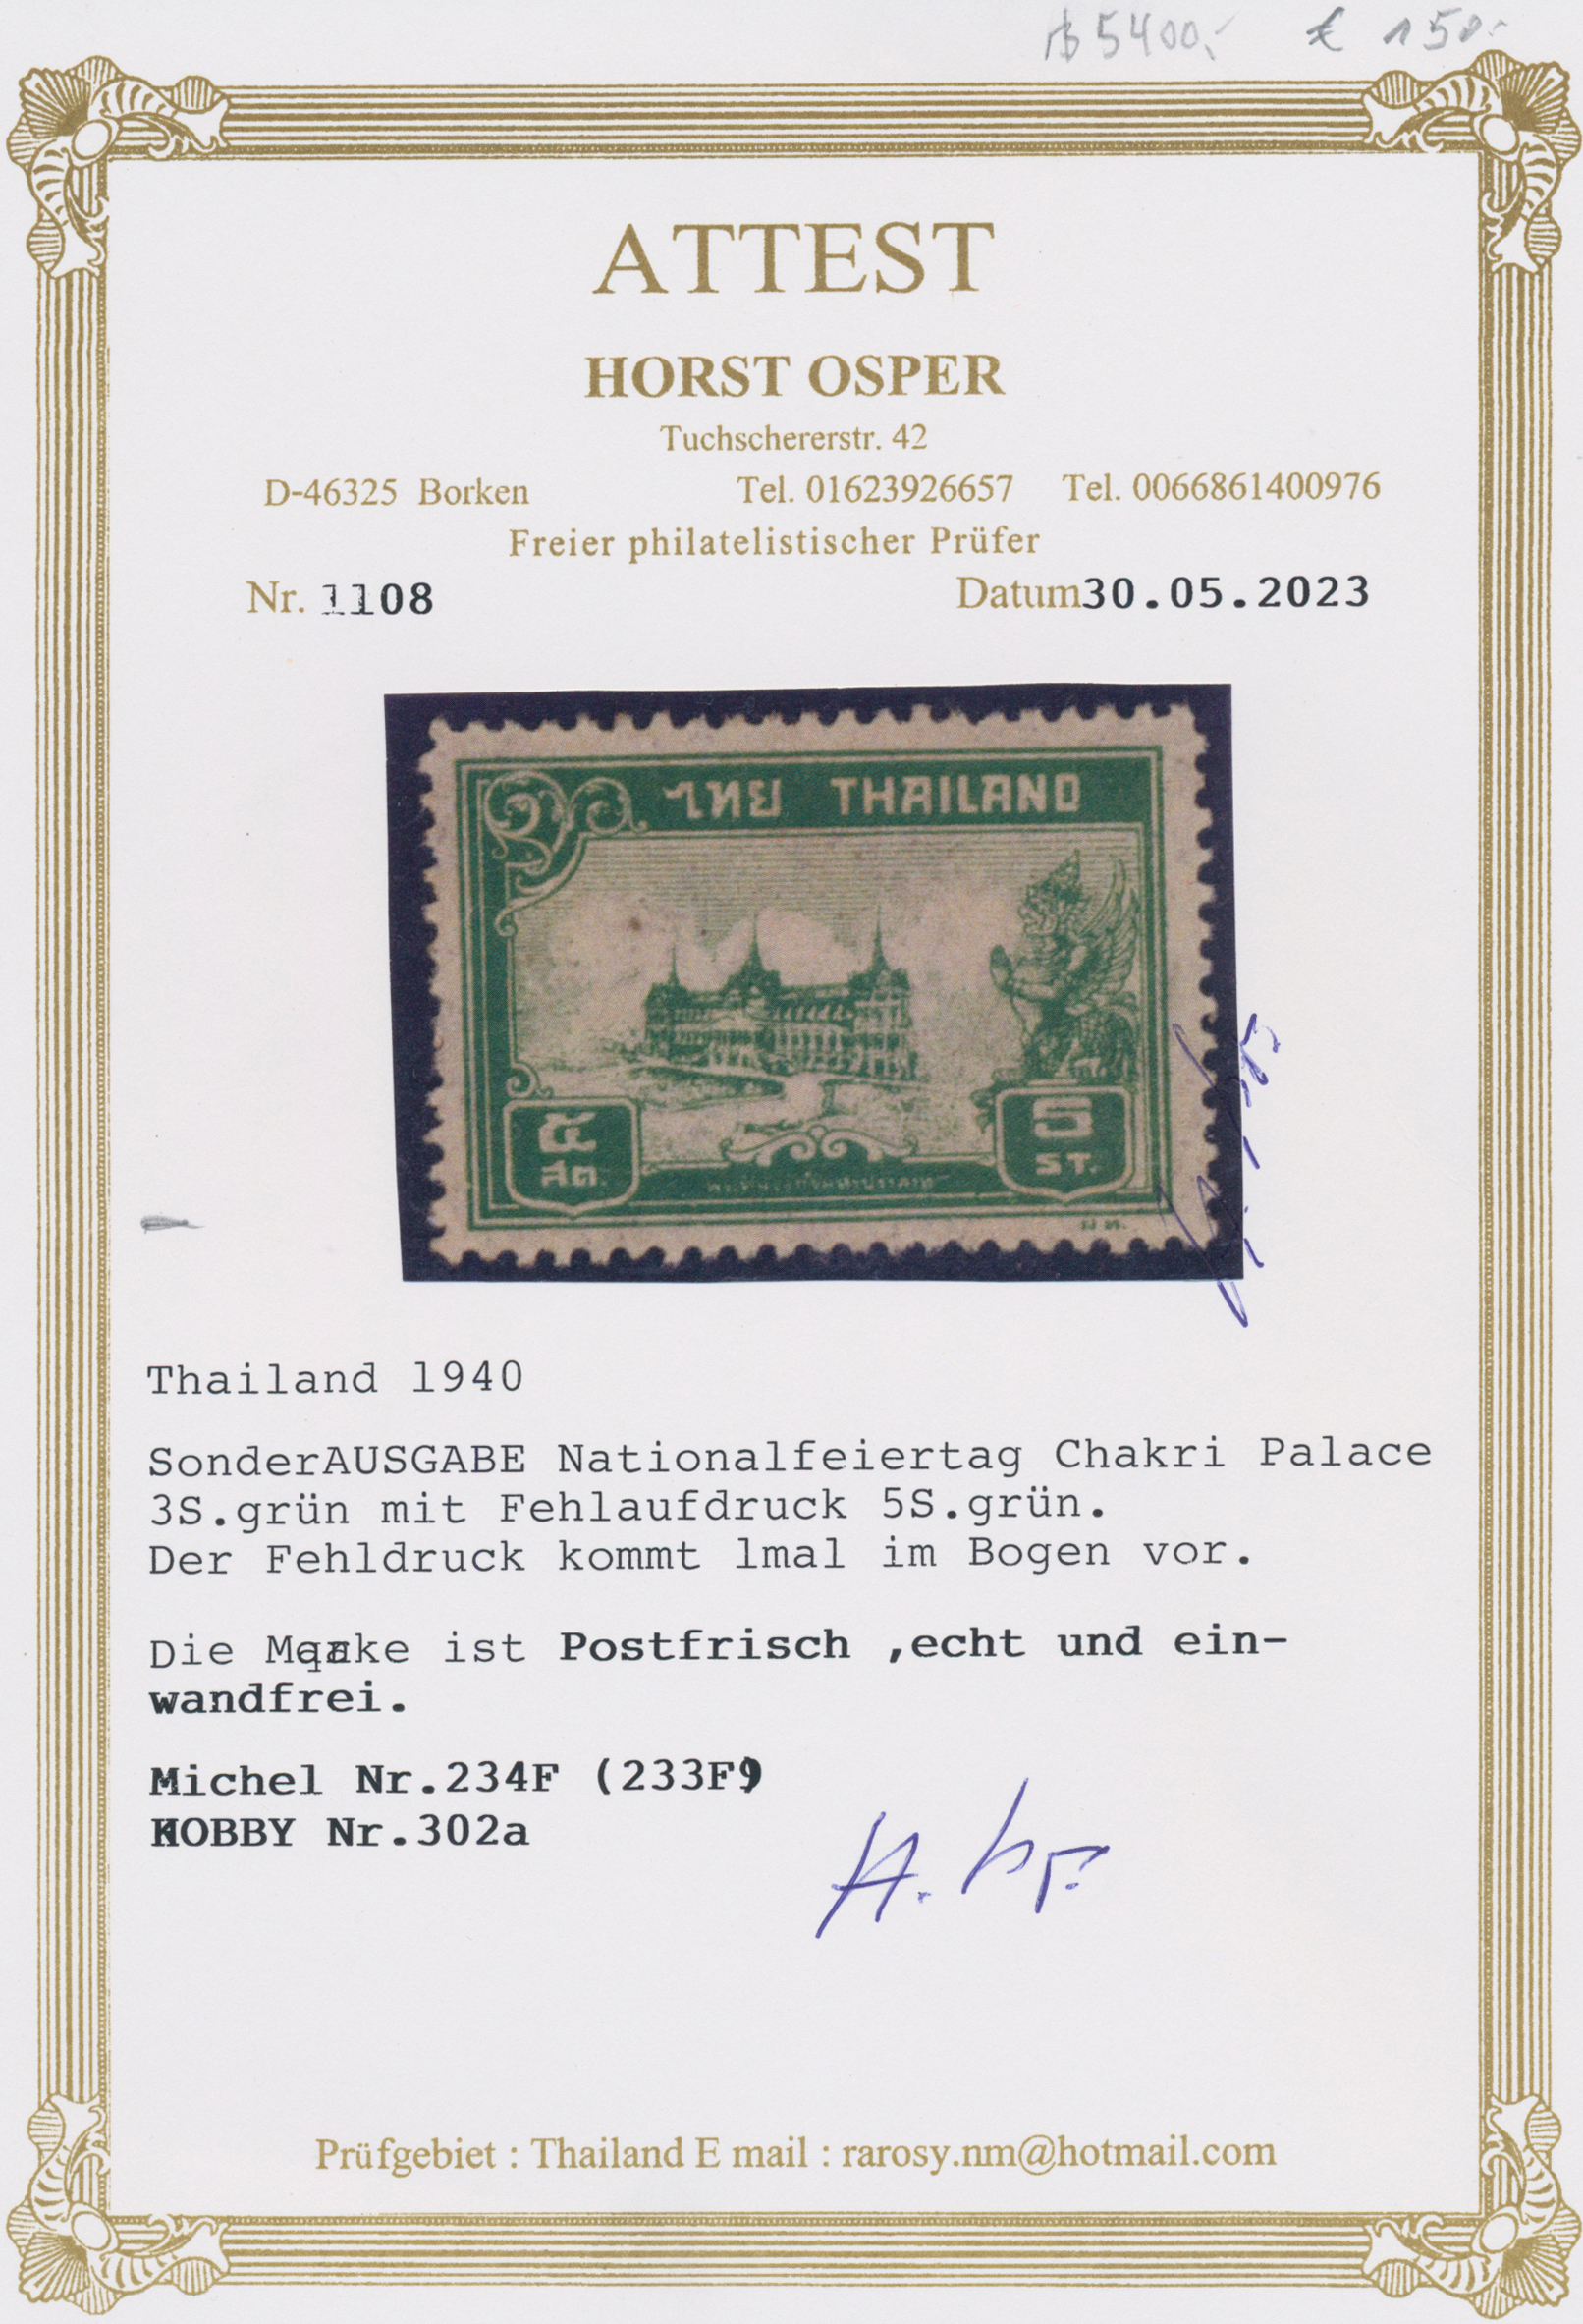 ฿ 5400,- € 150.-
ATTEST
HORST OSPER
Tuchschererstr. 42
D-46325 Borken Tel. 01623926657 Tel. 0066861400976
Freier philatelistischer Prüfer
Nr. 1108 Datum 30.05.2023
ไทย THAILAND
๕ 5
สต. ST.
Thailand 1940
SonderAUSGABE Nationalfeiertag Chakri Palace
3S.grün mit Fehlaufdruck 5S.grün.
Der Fehldruck kommt 1mal im Bogen vor.
Die Marke ist Postfrisch ,echt und ein-
wandfrei.
Michel Nr.234F (233F)
HOBBY Nr.302a
Prüfgebiet : Thailand E mail : rarosy.nm@hotmail.com